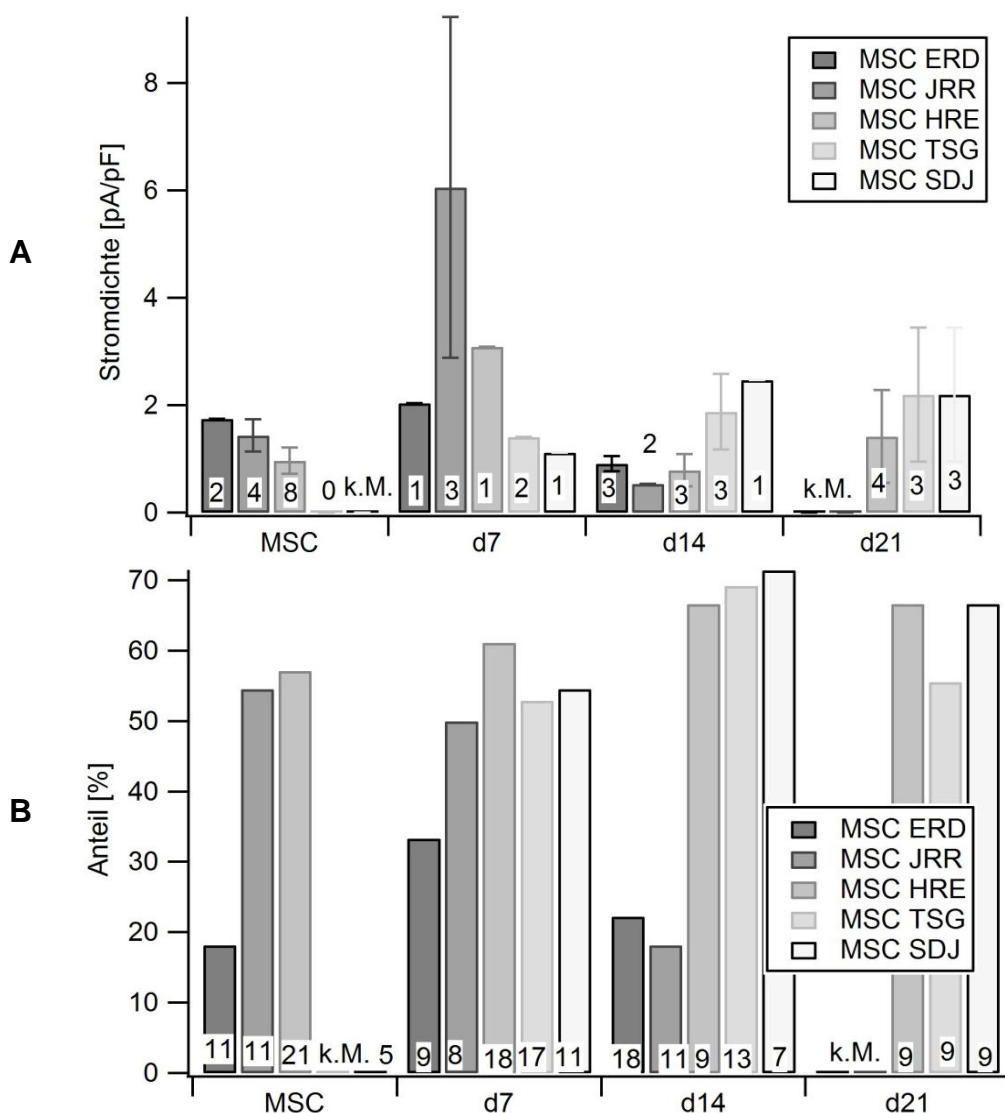 A
Stromdichte [pA/pF]
8
6
4
2
0
MSC ERD
MSC JRR
MSC HRE
MSC TSG
MSC SDJ
2 4 8 0 k.M. 1 3 1 2 1 3 2 3 3 1 k.M. 4 3 3
MSC d7 d14 d21
B
Anteil [%]
70
60
50
40
30
20
10
0
MSC ERD
MSC JRR
MSC HRE
MSC TSG
MSC SDJ
11 11 21 k.M. 5 9 8 18 17 11 18 11 9 13 7 k.M. 9 9 9
MSC d7 d14 d21